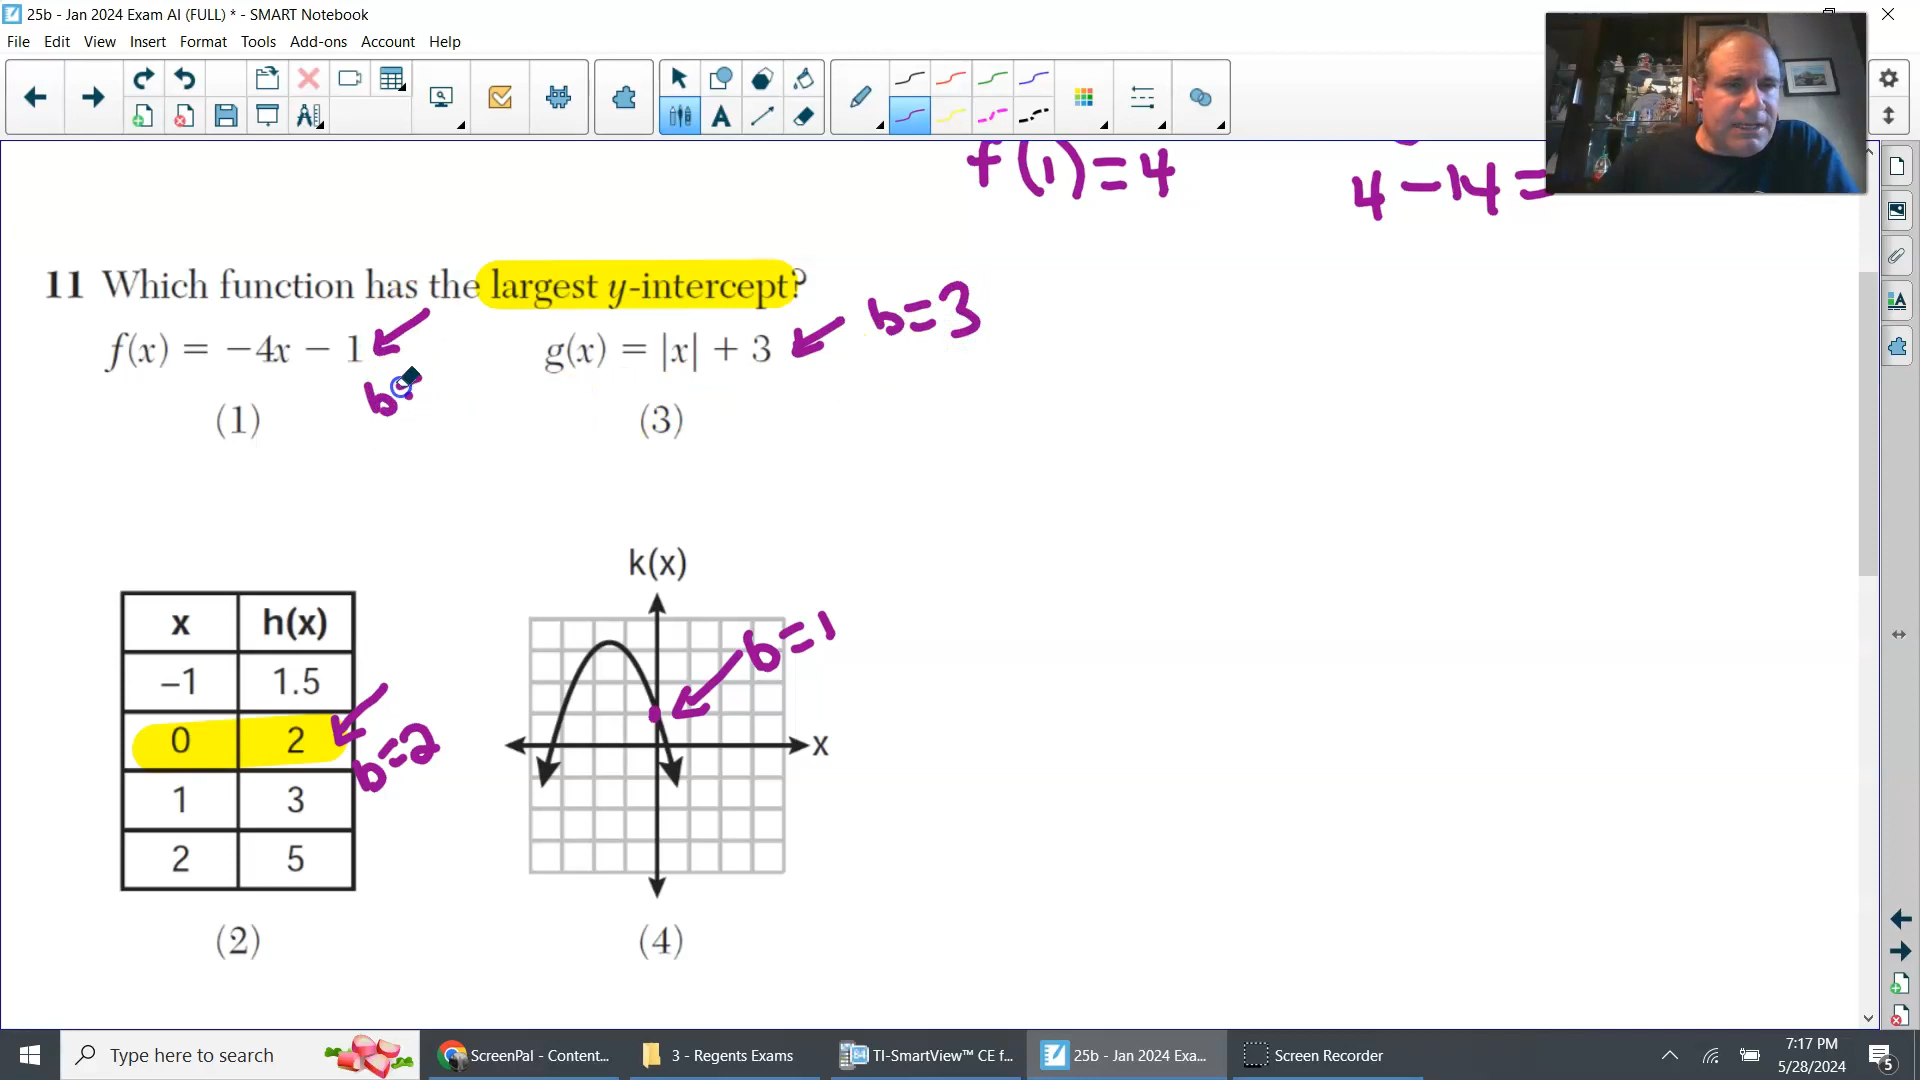 25b - Jan 2024 Exam AI (FULL) * - SMART Notebook
File Edit View Insert Format Tools Add-ons Account Help
f(1)=4
4-14=
11 Which function has the largest y-intercept?
f(x) = −4x − 1
g(x) = |x| + 3
b=3
b=
(1)
(3)
k(x)
x h(x)
b=1
−1 1.5
0 2
b=2
x
1 3
2 5
(2)
(4)
Type here to search
ScreenPal - Content...
3 - Regents Exams
84
TI-SmartView™ CE f...
25b - Jan 2024 Exa...
Screen Recorder
7:17 PM
5/28/2024
5